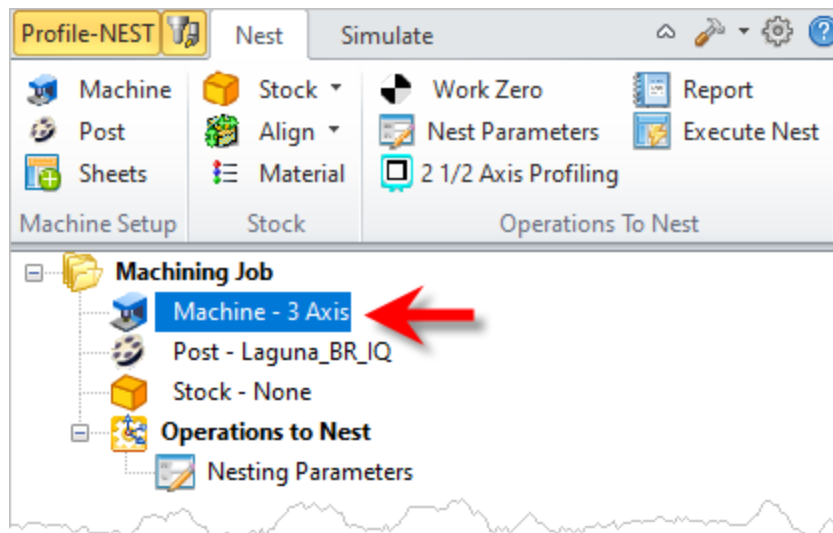 Profile-NEST Nest Simulate
Machine Stock Work Zero Report
Post Align Nest Parameters Execute Nest
Sheets Material 2 1/2 Axis Profiling
Machine Setup Stock Operations To Nest
Machining Job
Machine - 3 Axis
Post - Laguna_BR_IQ
Stock - None
Operations to Nest
Nesting Parameters